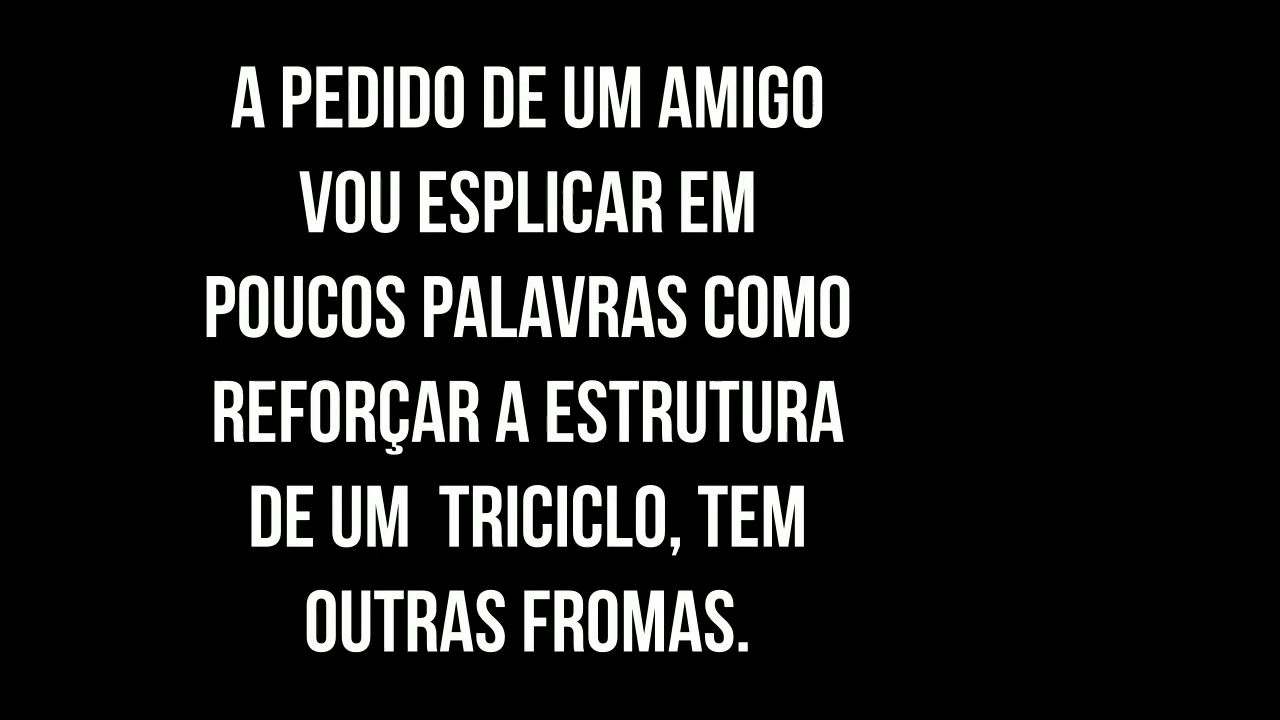 A PEDIDO DE UM AMIGO
VOU ESPLICAR EM
POUCOS PALAVRAS COMO
REFORÇAR A ESTRUTURA
DE UM  TRICICLO, TEM
OUTRAS FROMAS.